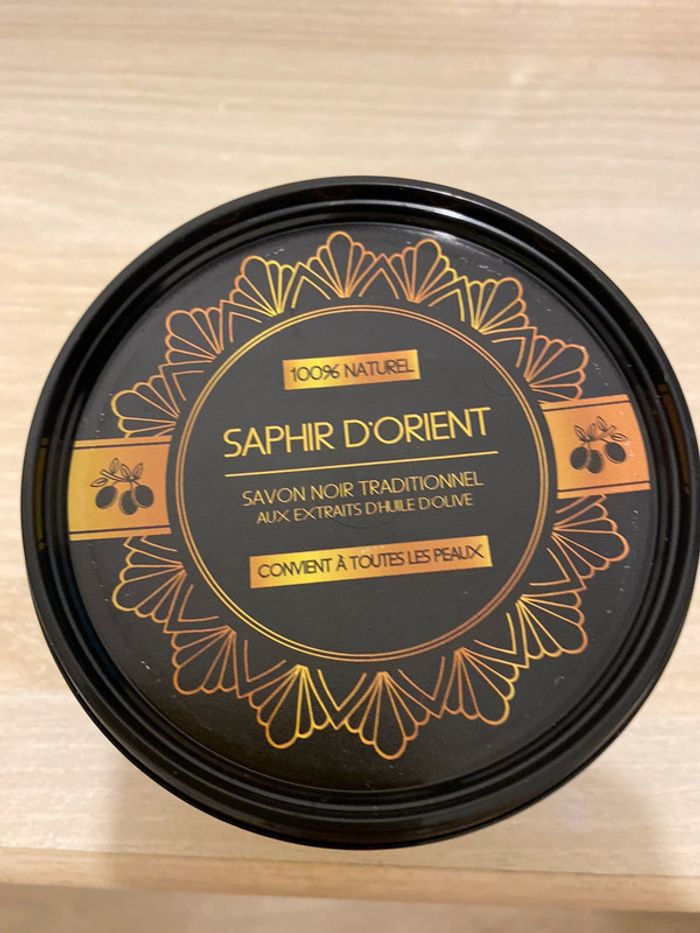 100% NATUREL
SAPHIR D'ORIENT
SAVON NOIR TRADITIONNEL
AUX EXTRAITS D'HUILE D'OLIVE
CONVIENT À TOUTES LES PEAUX